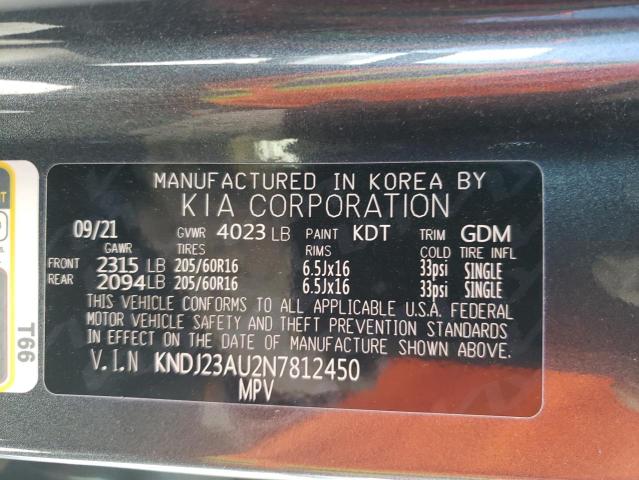 MANUFACTURED IN KOREA BY
KIA CORPORATION
09/21 GVWR 4023 LB PAINT KDT TRIM GDM
GAWR TIRES RIMS COLD TIRE INFL
FRONT 2315 LB 205/60R16 6.5Jx16 33psi SINGLE
REAR 2094 LB 205/60R16 6.5Jx16 33psi SINGLE
THIS VEHICLE CONFORMS TO ALL APPLICABLE U.S.A. FEDERAL
MOTOR VEHICLE SAFETY AND THEFT PREVENTION STANDARDS
IN EFFECT ON THE DATE OF MANUFACTURE SHOWN ABOVE.
V.I.N KNDJ23AU2N7812450
MPV
T66